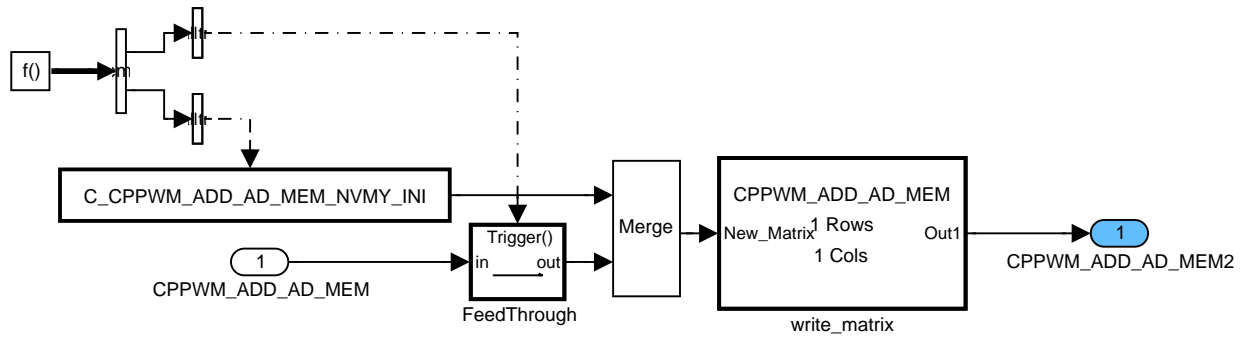 f()
C_CPPWM_ADD_AD_MEM_NVMY_INI
Trigger()
in
out
FeedThrough
1
CPPWM_ADD_AD_MEM
Merge
CPPWM_ADD_AD_MEM
New_Matrix
1 Rows
1 Cols
Out1
write_matrix
1
CPPWM_ADD_AD_MEM2